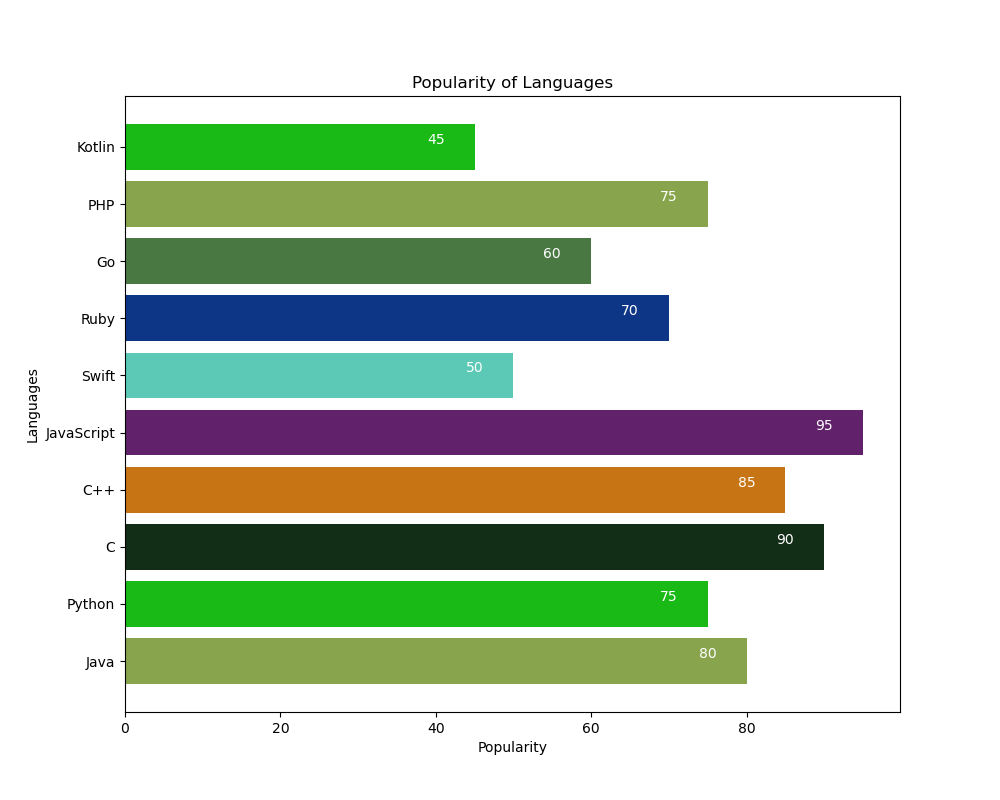 Popularity of Languages
Kotlin 45
PHP 75
Go 60
Ruby 70
Swift 50
JavaScript 95
C++ 85
C 90
Python 75
Java 80
0 20 40 60 80
Popularity
Languages